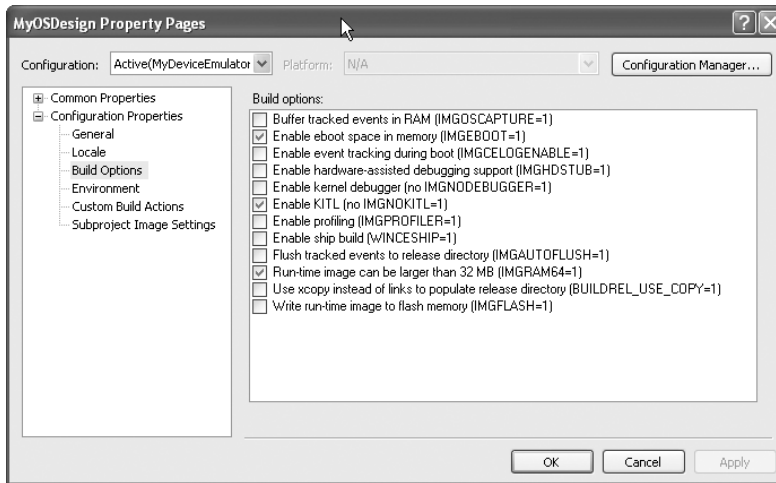 MyOSDesign Property Pages
Configuration: Active(MyDeviceEmulator Platform: N/A Configuration Manager...
Common Properties
Configuration Properties
General
Locale
Build Options
Environment
Custom Build Actions
Subproject Image Settings
Build options:
Buffer tracked events in RAM (IMGOSCAPTURE=1)
Enable eboot space in memory (IMGEBOOT=1)
Enable event tracking during boot (IMGCELOGENABLE=1)
Enable hardware-assisted debugging support (IMGHDSTUB=1)
Enable kernel debugger (no IMGNODEBUGGER=1)
Enable KITL (no IMGNOKITL=1)
Enable profiling (IMGPROFILER=1)
Enable ship build (WINCESHIP=1)
Flush tracked events to release directory (IMGAUTOFLUSH=1)
Run-time image can be larger than 32 MB (IMGRAM64=1)
Use xcopy instead of links to populate release directory (BUILDREL_USE_COPY=1)
Write run-time image to flash memory (IMGFLASH=1)
OK Cancel Apply